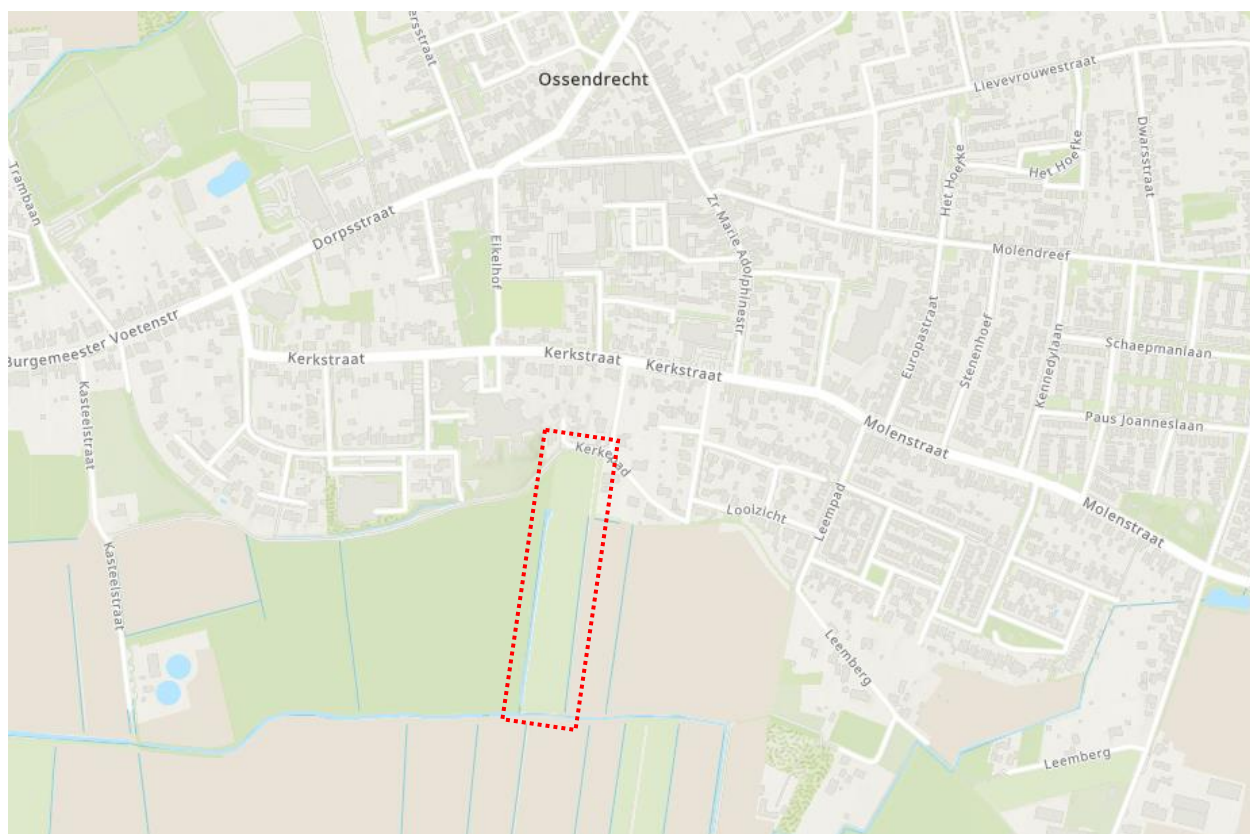 Ossendrecht
Lievevrouwestraat
Dwarsstraat
Het Hoefke
Het Hoefke
Trambaan
Dorpsstraat
Eikelhof
Zr Marie Adolphinestr
Molendreef
Burgemeester Voetenstr
Kerkstraat
Kerkstraat
Kerkstraat
Europastraat
Stenenhoef
Kennedylaan
Schaepmanlaan
Paus Joanneslaan
Kasteelstraat
Molenstraat
Kerkepad
Leempad
Looizicht
Molenstraat
Kasteelstraat
Leemberg
Leemberg